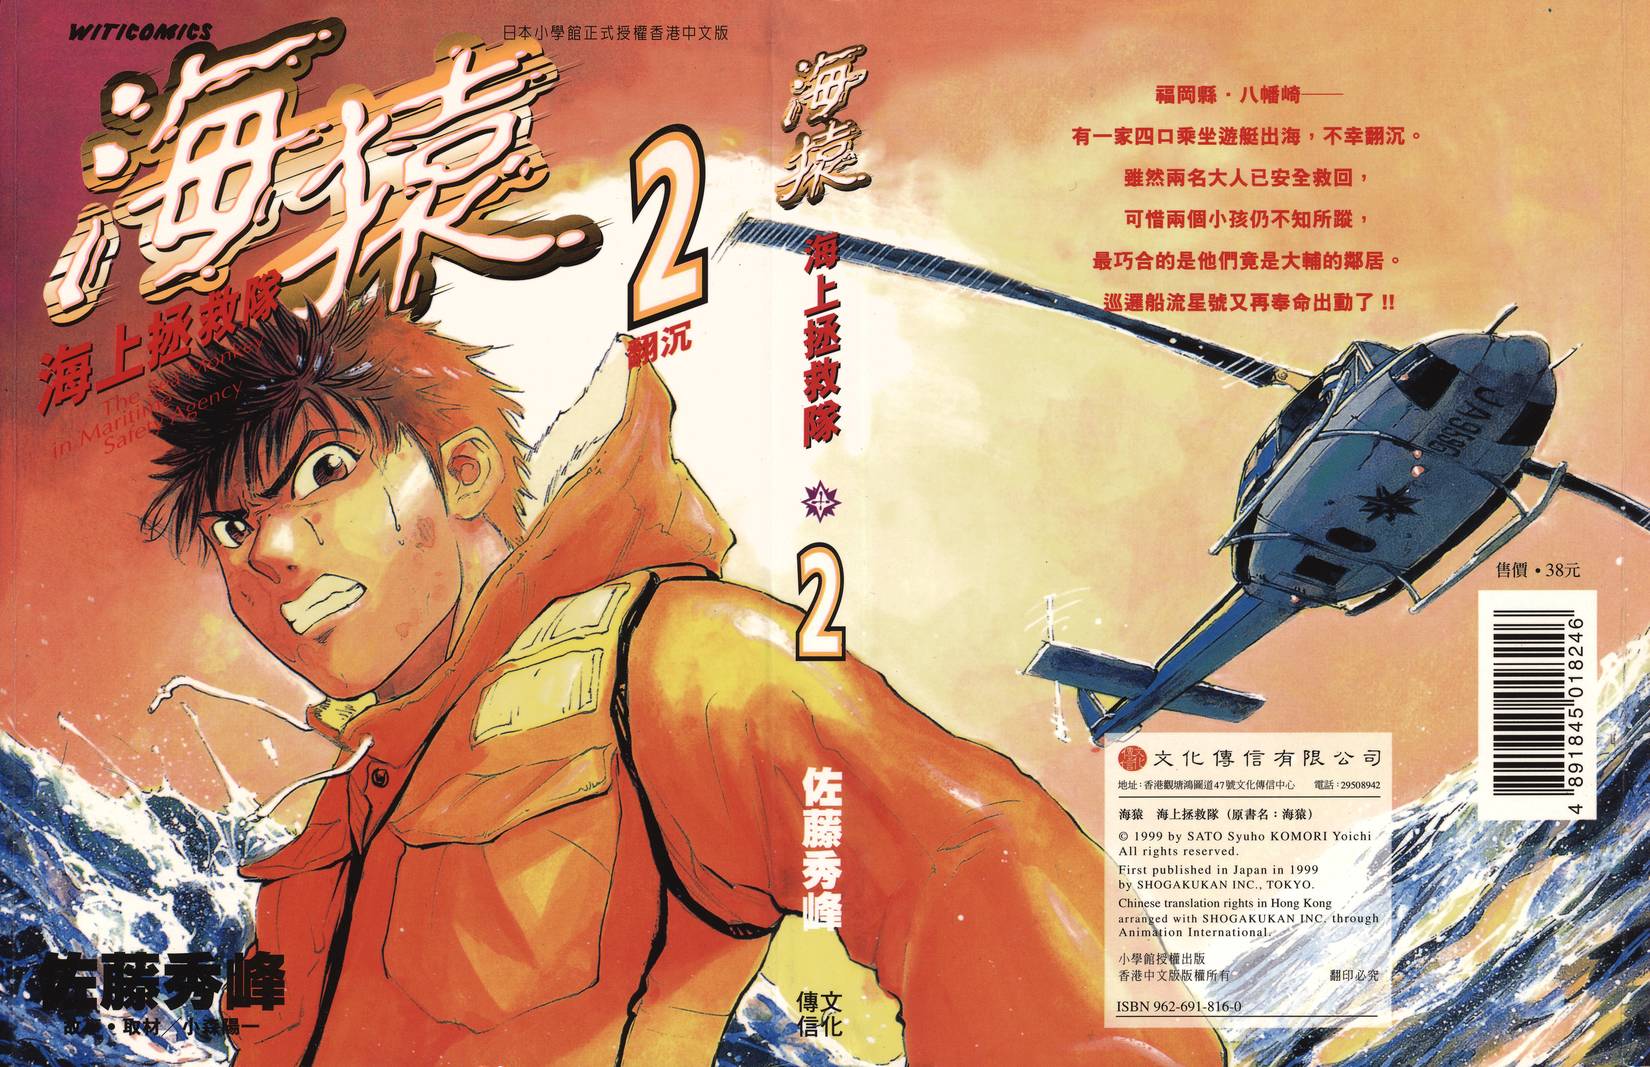 WITICOMICS
日本小學館正式授權香港中文版
海猿
2
翻沉
海上拯救隊
The Sea Monkey
in Maritime
Safety Agency
佐藤秀峰
故事・取材／小森陽一
海猿
海上拯救隊
2
佐藤秀峰
文化傳信
福岡縣・八幡崎——
有一家四口乘坐遊艇出海，不幸翻沉。
雖然兩名大人已安全救回，
可惜兩個小孩仍不知所蹤，
最巧合的是他們竟是大輔的鄰居。
巡邏船流星號又再奉命出動了!!
售價・38元
4 891845 018246
文化傳信有限公司
地址：香港觀塘鴻圖道47號文化傳信中心 電話：29508942
海猿 海上拯救隊（原書名：海猿）
© 1999 by SATO Syuho KOMORI Yoichi
All rights reserved.
First published in Japan in 1999
by SHOGAKUKAN INC., TOKYO.
Chinese translation rights in Hong Kong
arranged with SHOGAKUKAN INC. through
Animation International.
小學館授權出版
香港中文版版權所有 翻印必究
ISBN 962-691-816-0